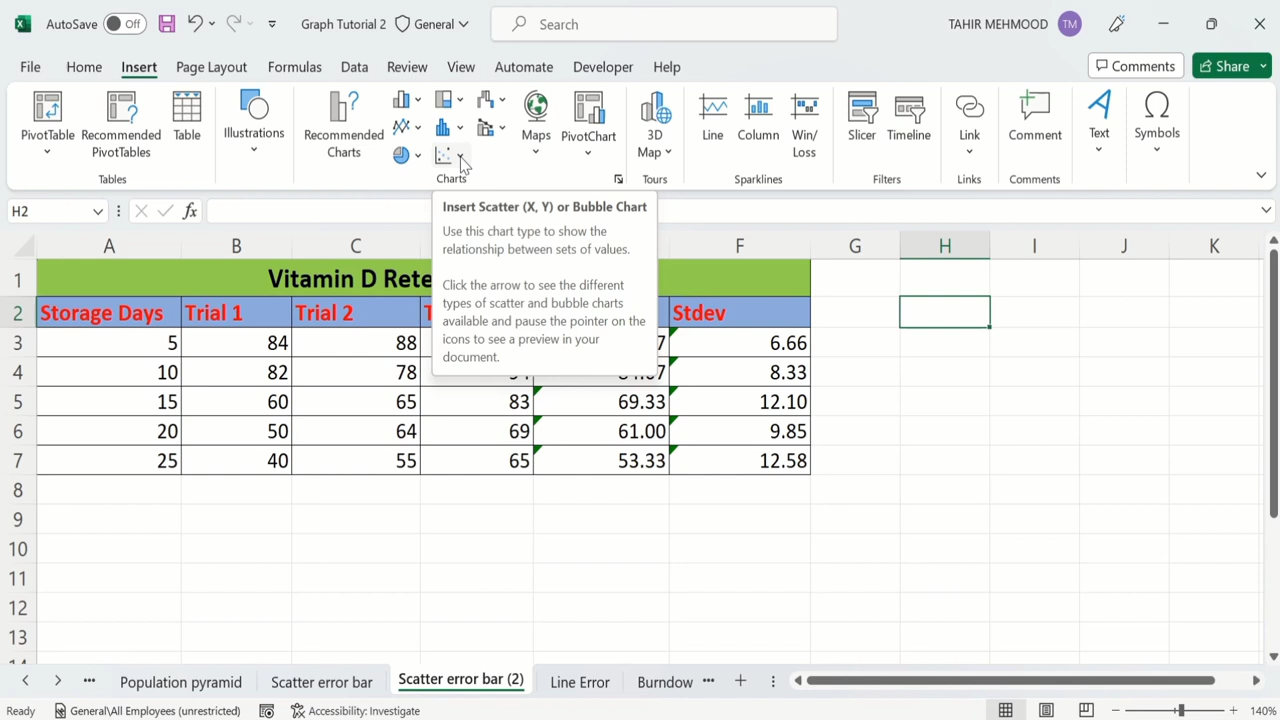 AutoSave Off Graph Tutorial 2 General Search TAHIR MEHMOOD TM
File Home Insert Page Layout Formulas Data Review View Automate Developer Help Comments Share
PivotTable Recommended PivotTables Table Illustrations Recommended Charts Maps PivotChart 3D Map Line Column Win/Loss Slicer Timeline Link Comment Text Symbols
Tables Charts Tours Sparklines Filters Links Comments
H2 fx
Insert Scatter (X, Y) or Bubble Chart
Use this chart type to show the
relationship between sets of values.
Click the arrow to see the different
types of scatter and bubble charts
available and pause the pointer on the
icons to see a preview in your
document.
A B C F G H I J K
1 Vitamin D Rete
2 Storage Days Trial 1 Trial 2 Stdev
3 5 84 88 7 6.66
4 10 82 78 8.33
5 15 60 65 83 69.33 12.10
6 20 50 64 69 61.00 9.85
7 25 40 55 65 53.33 12.58
8
9
10
11
12
13
Population pyramid Scatter error bar Scatter error bar (2) Line Error Burndow
Ready General\All Employees (unrestricted) Accessibility: Investigate 140%